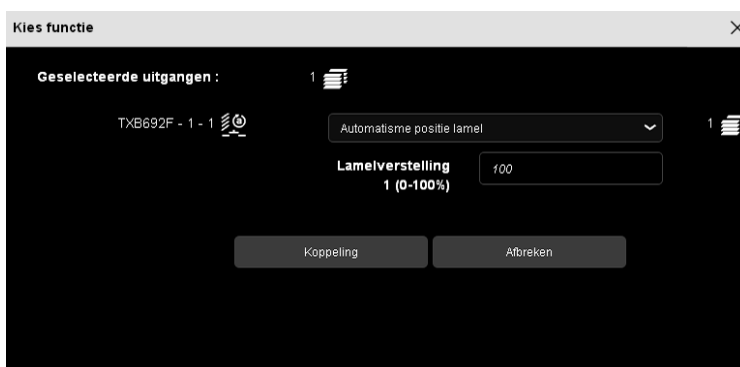 Kies functie
Geselecteerde uitgangen : 1
TXB692F - 1 - 1 Automatisme positie lamel 1
Lamelverstelling 100
1 (0-100%)
Koppeling Afbreken